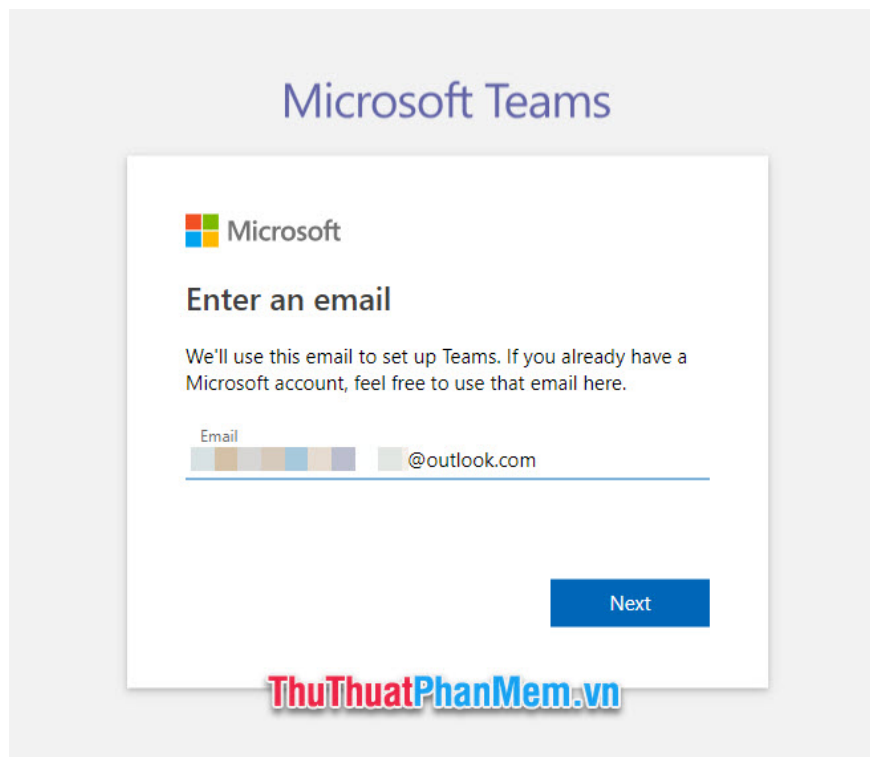 Microsoft Teams
Microsoft
Enter an email
We'll use this email to set up Teams. If you already have a
Microsoft account, feel free to use that email here.
Email
@outlook.com
Next
ThuThuatPhanMem.vn